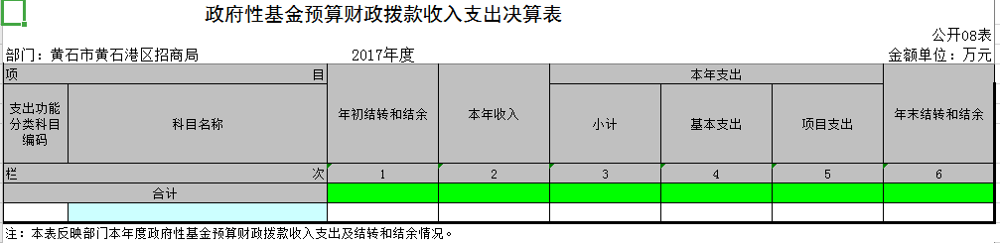 政府性基金预算财政拨款收入支出决算表
公开08表
部门：黄石市黄石港区招商局 2017年度 金额单位：万元
项 目 年初结转和结余 本年收入 本年支出 年末结转和结余
支出功能分类科目编码 科目名称 小计 基本支出 项目支出
栏 次 1 2 3 4 5 6
合计
注：本表反映部门本年度政府性基金预算财政拨款收入支出及结转和结余情况。